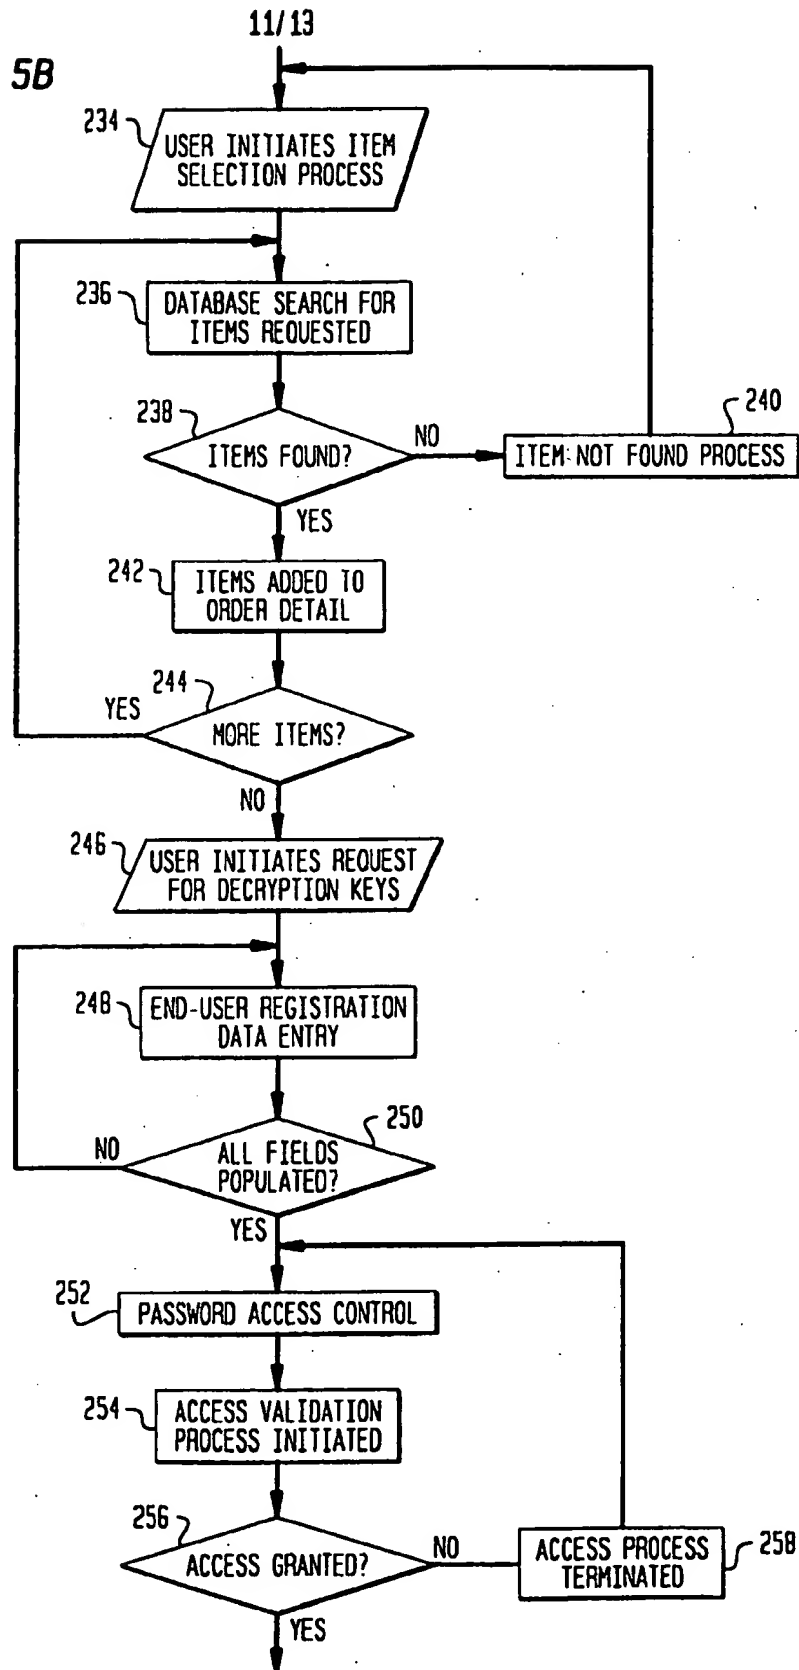 11/13
5B
234
USER INITIATES ITEM
SELECTION PROCESS
236
DATABASE SEARCH FOR
ITEMS REQUESTED
238
ITEMS FOUND?
NO
240
ITEM NOT FOUND PROCESS
YES
242
ITEMS ADDED TO
ORDER DETAIL
244
YES
MORE ITEMS?
NO
246
USER INITIATES REQUEST
FOR DECRYPTION KEYS
248
END-USER REGISTRATION
DATA ENTRY
250
NO
ALL FIELDS
POPULATED?
YES
252
PASSWORD ACCESS CONTROL
254
ACCESS VALIDATION
PROCESS INITIATED
256
ACCESS GRANTED?
NO
ACCESS PROCESS
TERMINATED
258
YES